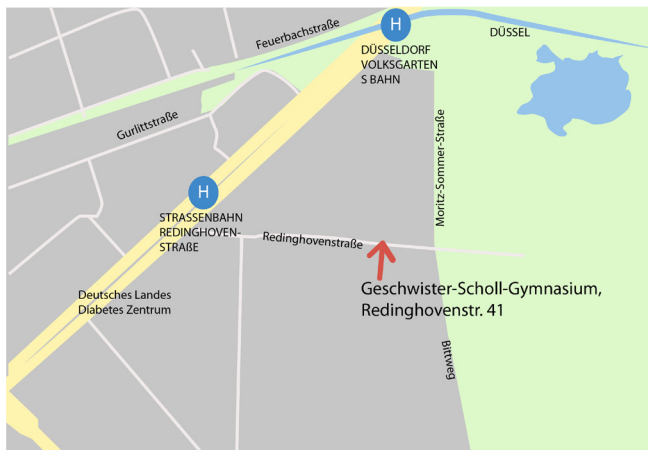 Feuerbachstraße
H
DÜSSELDORF
VOLKSGARTEN
S BAHN
DÜSSEL
Gurlittstraße
Moritz-Sommer-Straße
H
STRASSENBAHN
REDINGHOVEN-
STRAßE
Redinghovenstraße
Geschwister-Scholl-Gymnasium,
Redinghovenstr. 41
Deutsches Landes
Diabetes Zentrum
Bittweg